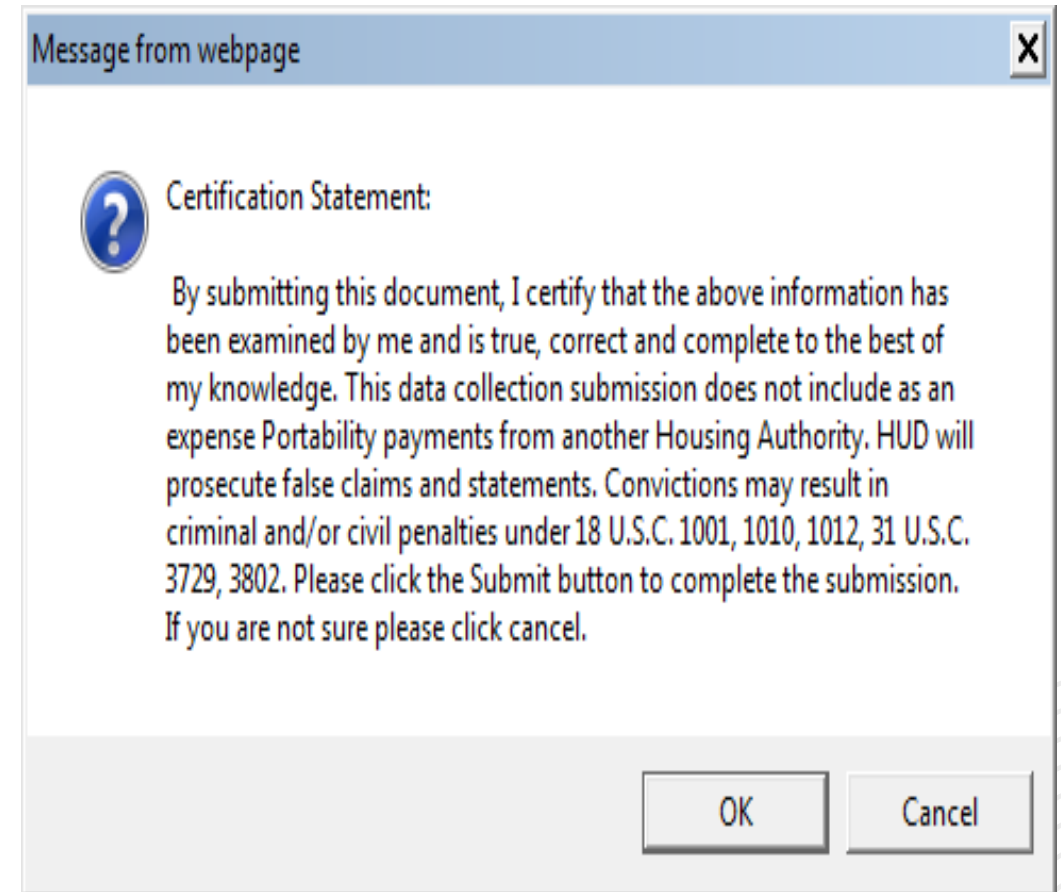 Message from webpage
X
?
Certification Statement:
By submitting this document, I certify that the above information has
been examined by me and is true, correct and complete to the best of
my knowledge. This data collection submission does not include as an
expense Portability payments from another Housing Authority. HUD will
prosecute false claims and statements. Convictions may result in
criminal and/or civil penalties under 18 U.S.C. 1001, 1010, 1012, 31 U.S.C.
3729, 3802. Please click the Submit button to complete the submission.
If you are not sure please click cancel.
OK
Cancel